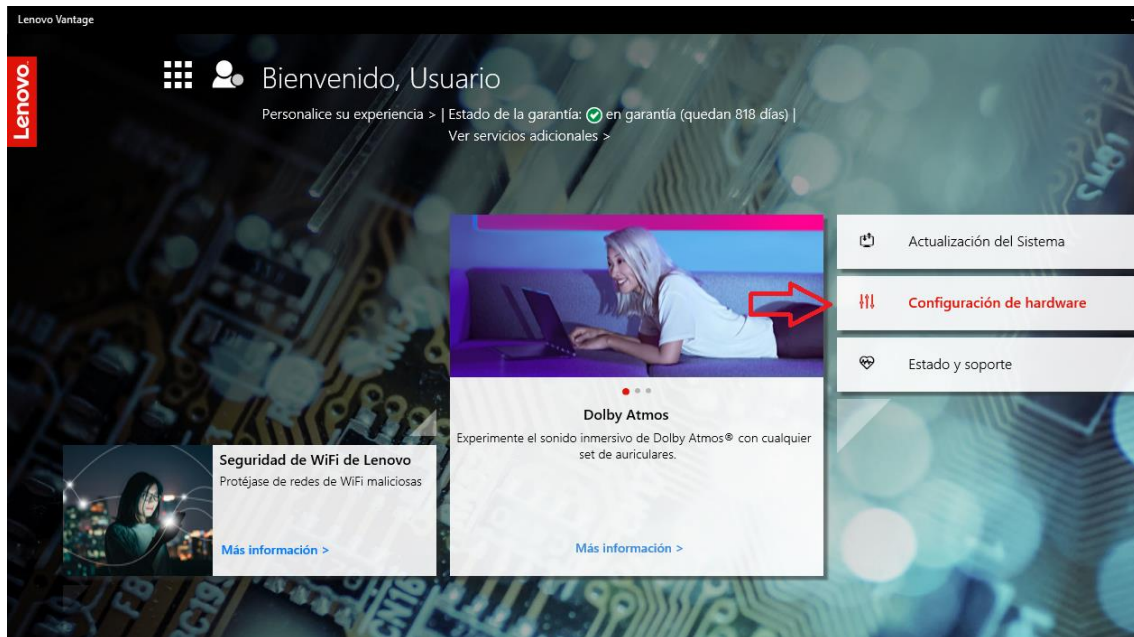 Lenovo Vantage
Lenovo.
Bienvenido, Usuario
Personalice su experiencia > | Estado de la garantía: en garantía (quedan 818 días) |
Ver servicios adicionales >
Actualización del Sistema
Configuración de hardware
Estado y soporte
Dolby Atmos
Experimente el sonido inmersivo de Dolby Atmos® con cualquier
set de auriculares.
Más información >
Seguridad de WiFi de Lenovo
Protéjase de redes de WiFi maliciosas
Más información >
CN16